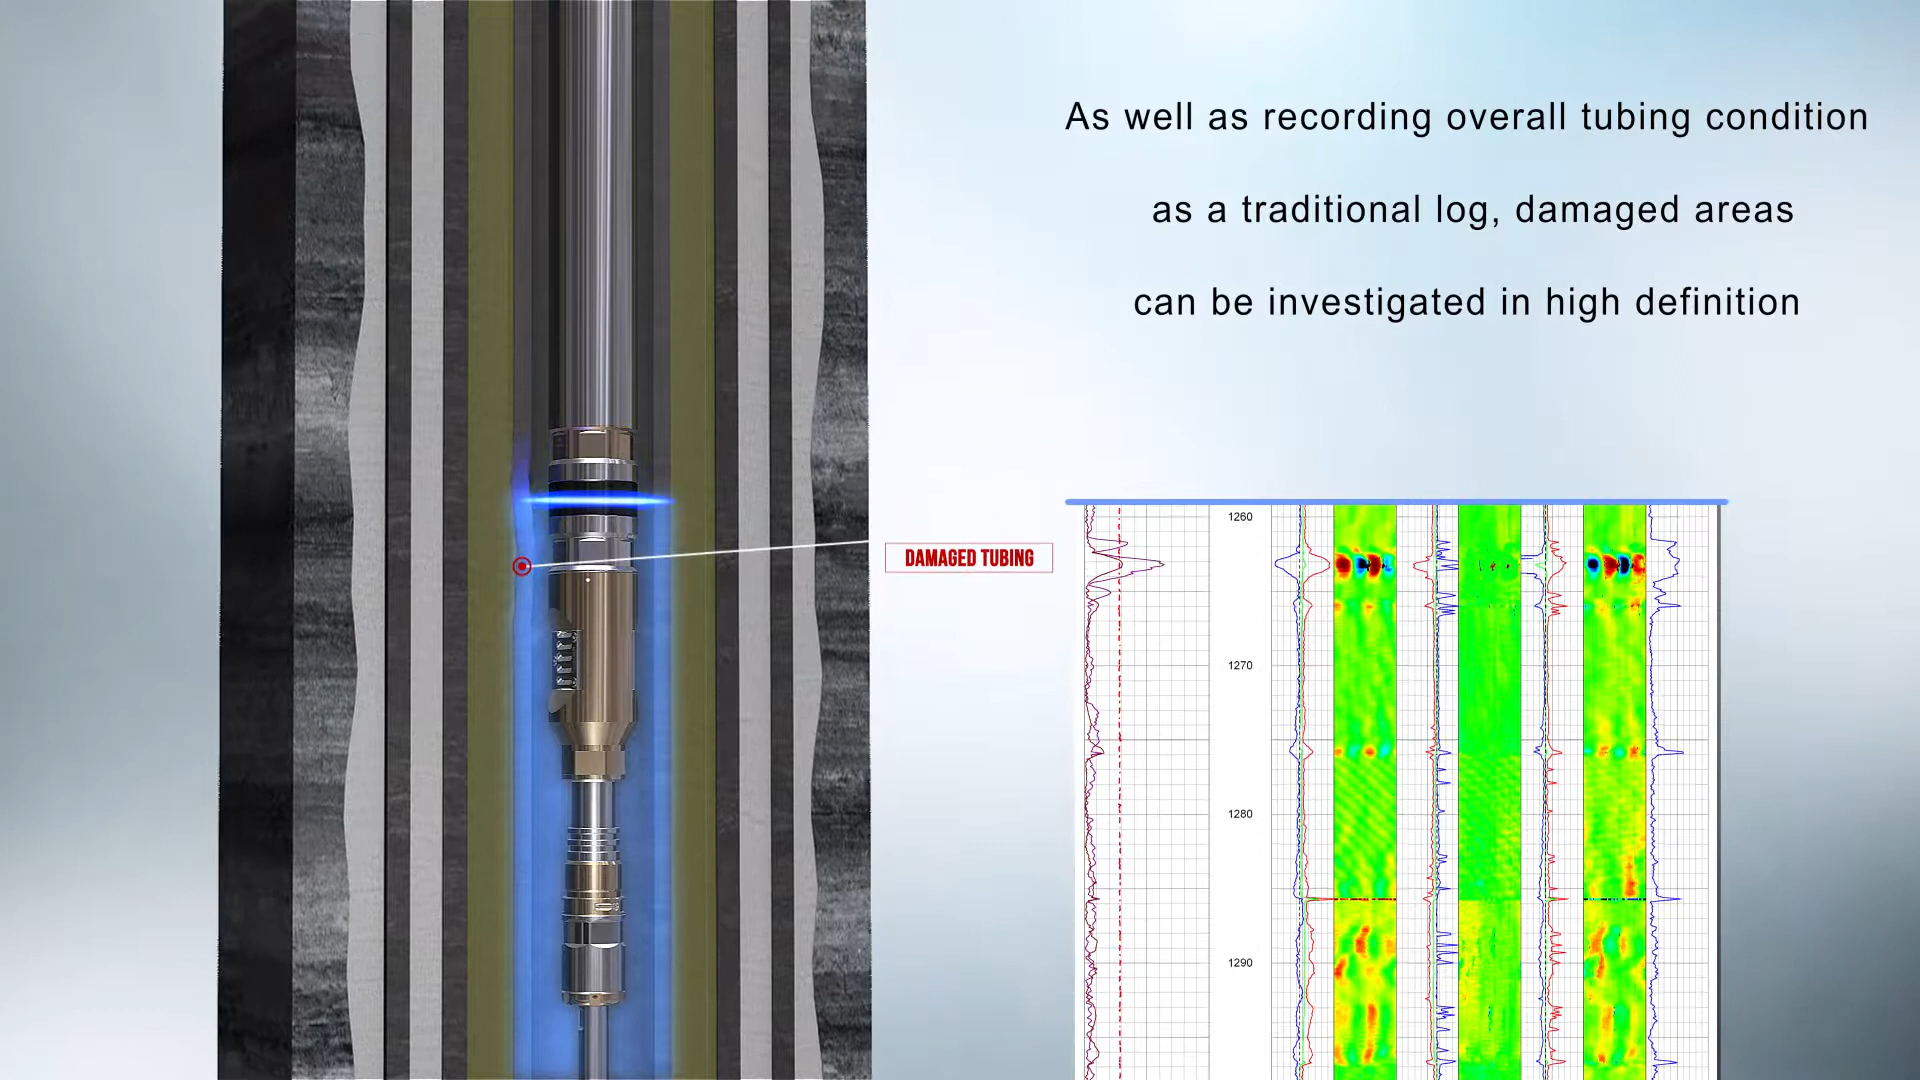 As well as recording overall tubing condition
as a traditional log, damaged areas
can be investigated in high definition
DAMAGED TUBING
1260
1270
1280
1290